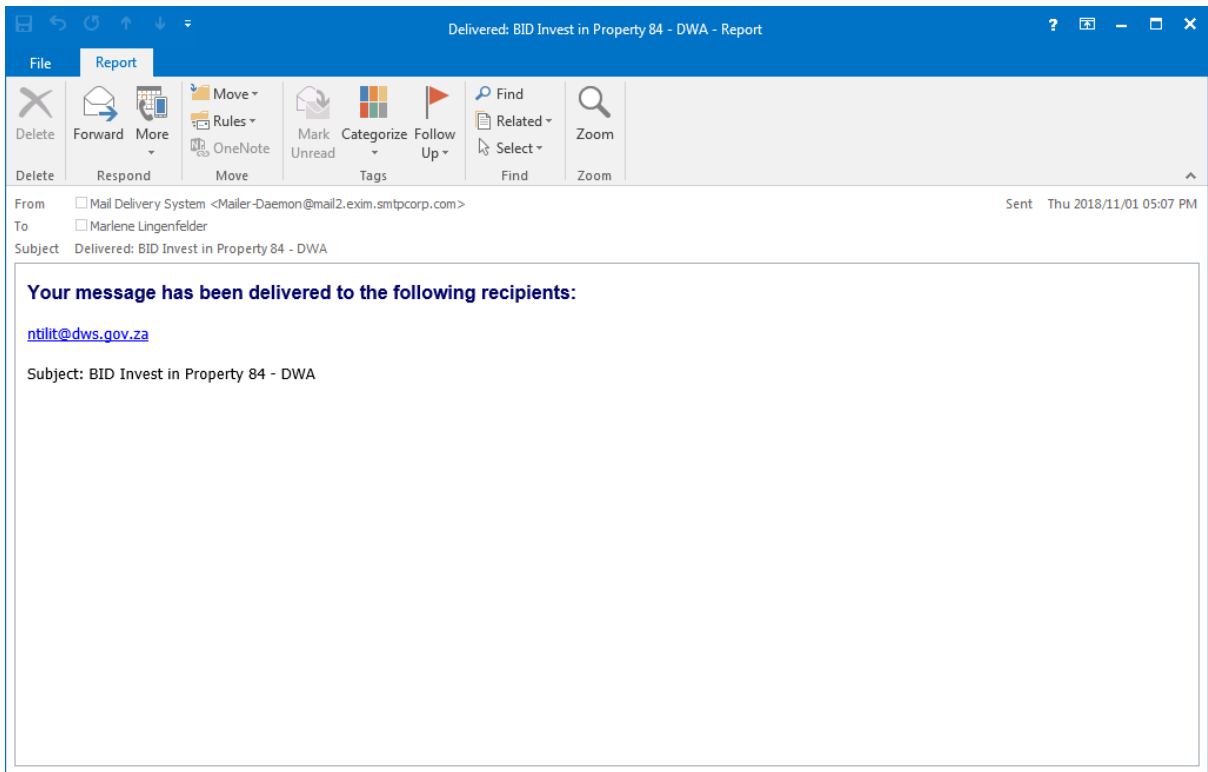 Delivered: BID Invest in Property 84 - DWA - Report
?
File Report
Delete
Forward
More
Move
Rules
OneNote
Mark Unread
Categorize
Follow Up
Find
Related
Select
Zoom
Delete Respond Move Tags Find Zoom
From Mail Delivery System <Mailer-Daemon@mail2.exim.smtpcorp.com> Sent Thu 2018/11/01 05:07 PM
To Marlene Lingenfelder
Subject Delivered: BID Invest in Property 84 - DWA
Your message has been delivered to the following recipients:
ntilit@dws.gov.za
Subject: BID Invest in Property 84 - DWA